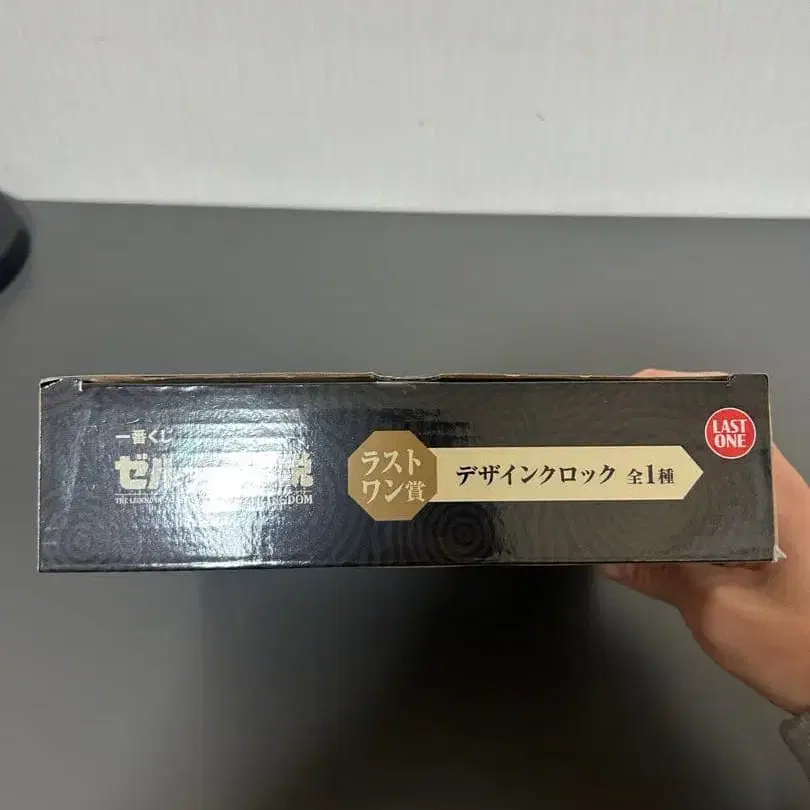 一番くじ
ゼル 説
THE LEGEND OF
ラスト
ワン賞
デザインクロック 全1種
LAST
ONE